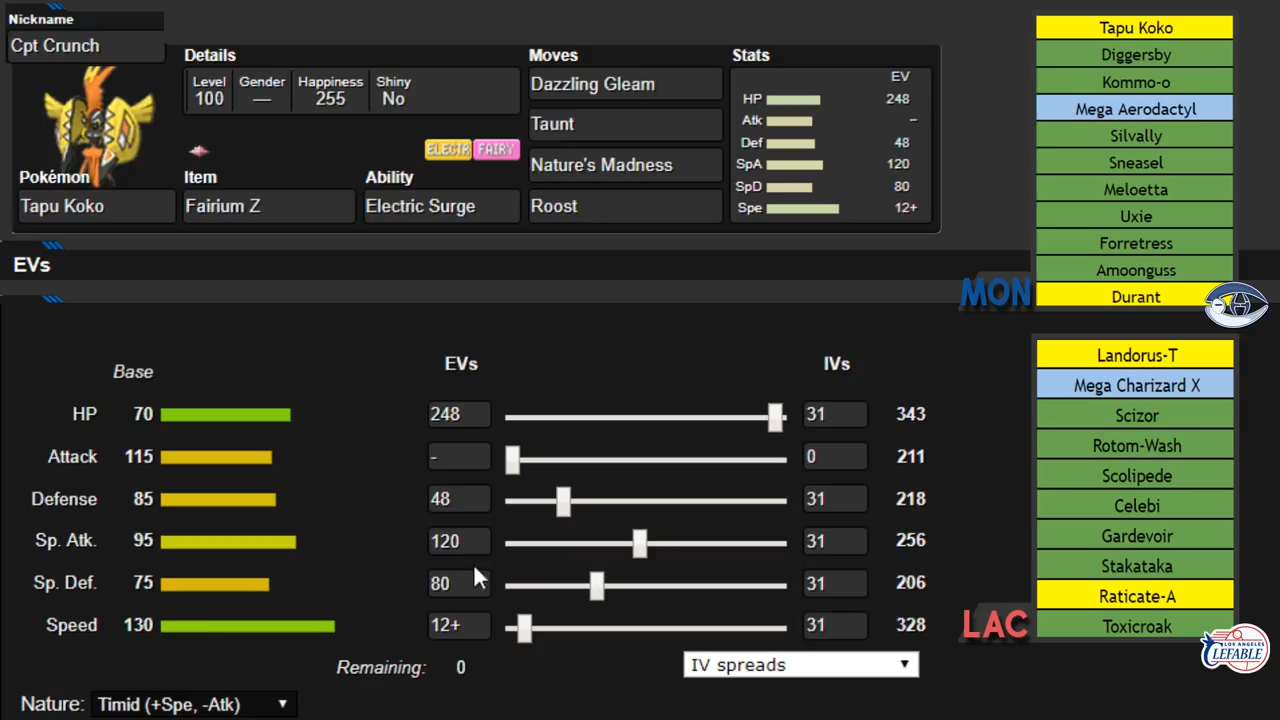 Nickname
Cpt Crunch
Details
Level Gender Happiness Shiny
100 — 255 No
ELECTR FAIRY
Pokémon Item Ability
Tapu Koko Fairium Z Electric Surge
Moves
Dazzling Gleam
Taunt
Nature's Madness
Roost
Stats
EV
HP 248
Atk –
Def 48
SpA 120
SpD 80
Spe 12+
EVs
Base EVs IVs
HP 70 248 31 343
Attack 115 - 0 211
Defense 85 48 31 218
Sp. Atk. 95 120 31 256
Sp. Def. 75 80 31 206
Speed 130 12+ 31 328
Remaining: 0
IV spreads
Nature: Timid (+Spe, -Atk)
Tapu Koko
Diggersby
Kommo-o
Mega Aerodactyl
Silvally
Sneasel
Meloetta
Uxie
Forretress
Amoonguss
Durant
MON
Landorus-T
Mega Charizard X
Scizor
Rotom-Wash
Scolipede
Celebi
Gardevoir
Stakataka
Raticate-A
Toxicroak
LAC
LOS ANGELES
CLEFABLE